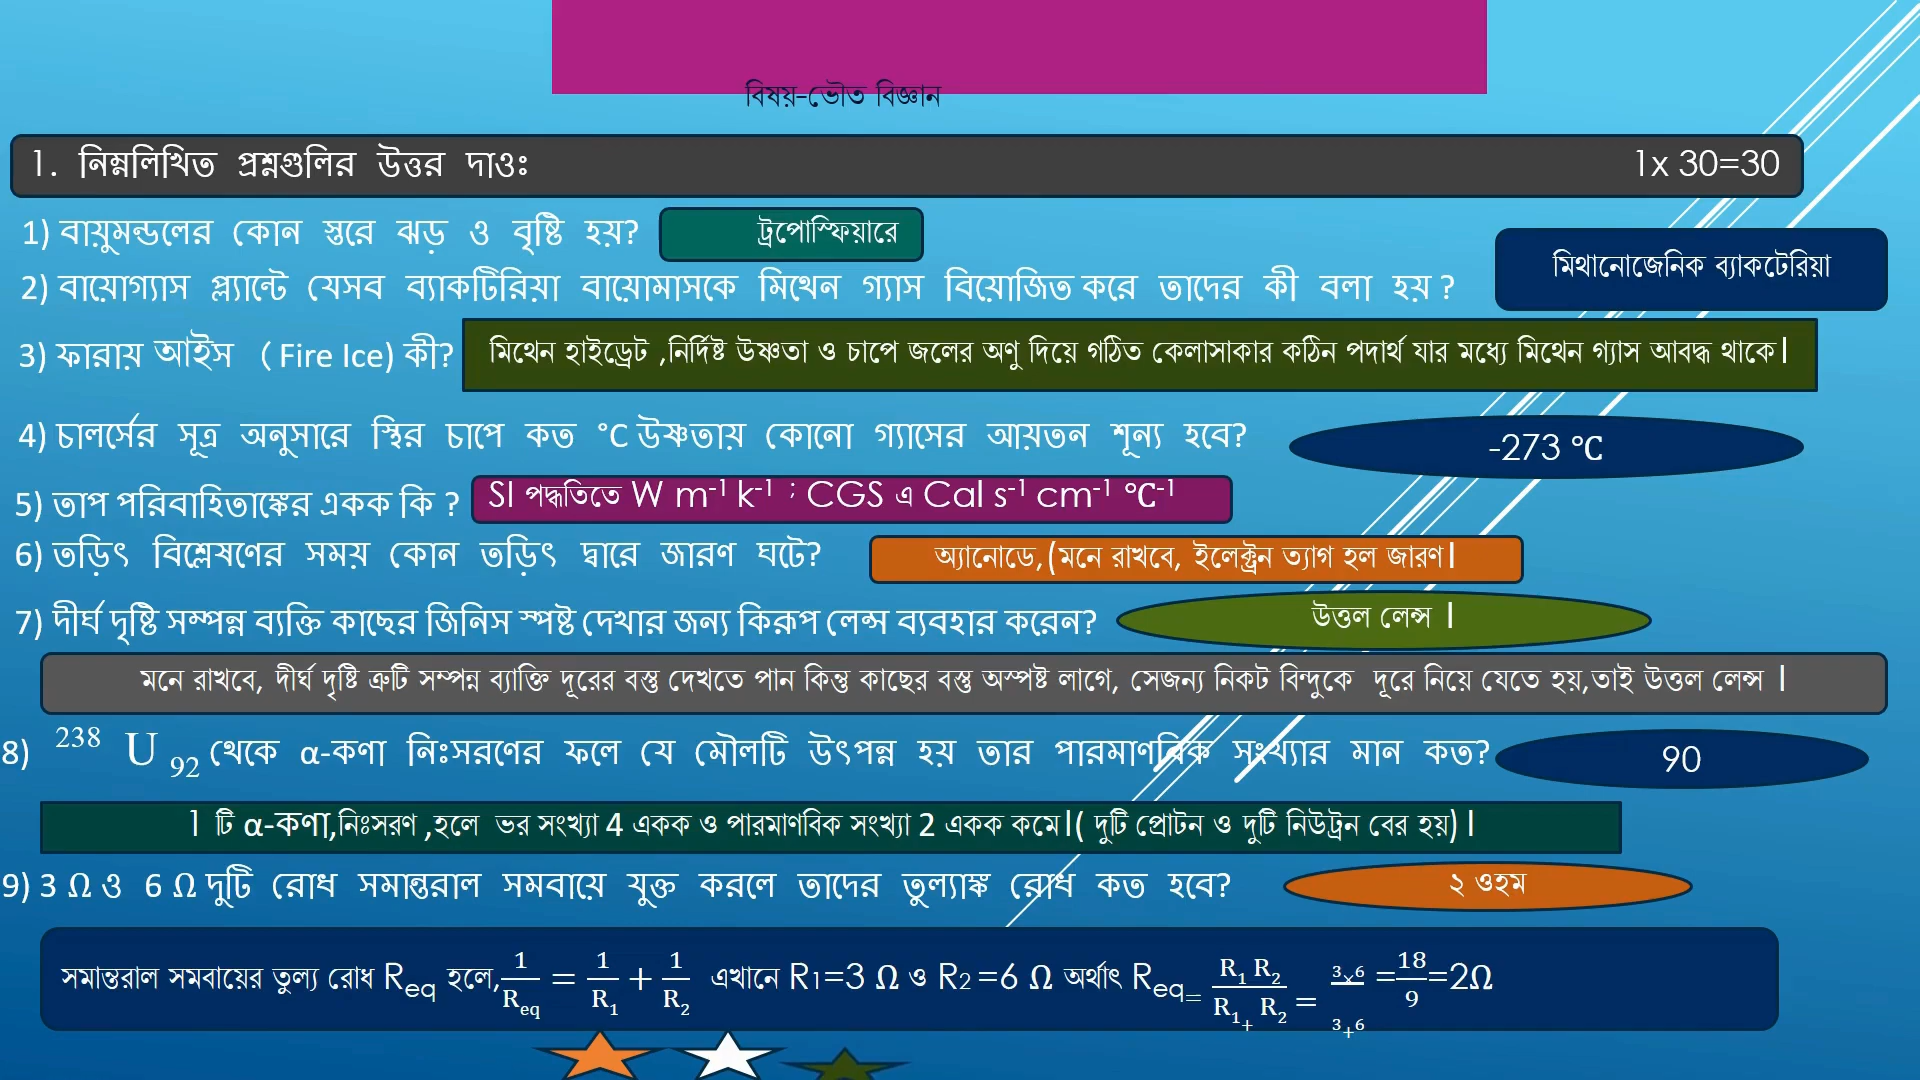 বিষয়-ভৌত বিজ্ঞান
1. নিম্নলিখিত প্রশ্নগুলির উত্তর দাওঃ 1x 30=30
1) বায়ুমন্ডলের কোন স্তরে ঝড় ও বৃষ্টি হয়? ট্রপোস্ফিয়ারে
2) বায়োগ্যাস প্ল্যান্টে যেসব ব্যাকটিরিয়া বায়োমাসকে মিথেন গ্যাস বিয়োজিত করে তাদের কী বলা হয় ? মিথানোজেনিক ব্যাকটেরিয়া
3) ফারায় আইস ( Fire Ice) কী? মিথেন হাইড্রেট ,নির্দিষ্ট উষ্ণতা ও চাপে জলের অণু দিয়ে গঠিত কেলাসাকার কঠিন পদার্থ যার মধ্যে মিথেন গ্যাস আবদ্ধ থাকে।
4) চালর্সের সূত্র অনুসারে স্থির চাপে কত °C উষ্ণতায় কোনো গ্যাসের আয়তন শূন্য হবে? -273 °C
5) তাপ পরিবাহিতাঙ্কের একক কি ? SI পদ্ধতিতে W m⁻¹ k⁻¹ ; CGS এ Cal s⁻¹ cm⁻¹ °C⁻¹
6) তড়িৎ বিশ্লেষণের সময় কোন তড়িৎ দ্বারে জারণ ঘটে? অ্যানোডে,(মনে রাখবে, ইলেক্ট্রন ত্যাগ হল জারণ।
7) দীর্ঘ দৃষ্টি সম্পন্ন ব্যক্তি কাছের জিনিস স্পষ্ট দেখার জন্য কিরূপ লেন্স ব্যবহার করেন? উত্তল লেন্স ।
মনে রাখবে, দীর্ঘ দৃষ্টি ত্রুটি সম্পন্ন ব্যাক্তি দূরের বস্তু দেখতে পান কিন্তু কাছের বস্তু অস্পষ্ট লাগে, সেজন্য নিকট বিন্দুকে দূরে নিয়ে যেতে হয়,তাই উত্তল লেন্স ।
8) ²³⁸ U ₉₂ থেকে α-কণা নিঃসরণের ফলে যে মৌলটি উৎপন্ন হয় তার পারমাণবিক সংখ্যার মান কত? 90
1 টি α-কণা,নিঃসরণ ,হলে ভর সংখ্যা 4 একক ও পারমাণবিক সংখ্যা 2 একক কমে।( দুটি প্রোটন ও দুটি নিউট্রন বের হয়) ।
9) 3 Ω ও 6 Ω দুটি রোধ সমান্তরাল সমবায়ে যুক্ত করলে তাদের তুল্যাঙ্ক রোধ কত হবে? ২ ওহম
সমান্তরাল সমবায়ের তুল্য রোধ Req হলে, 1/Req = 1/R₁ + 1/R₂ এখানে R1=3 Ω ও R2 =6 Ω অর্থাৎ Req= R₁ R₂/R₁₊ R₂ = 3×6/3+6 =18/9=2Ω